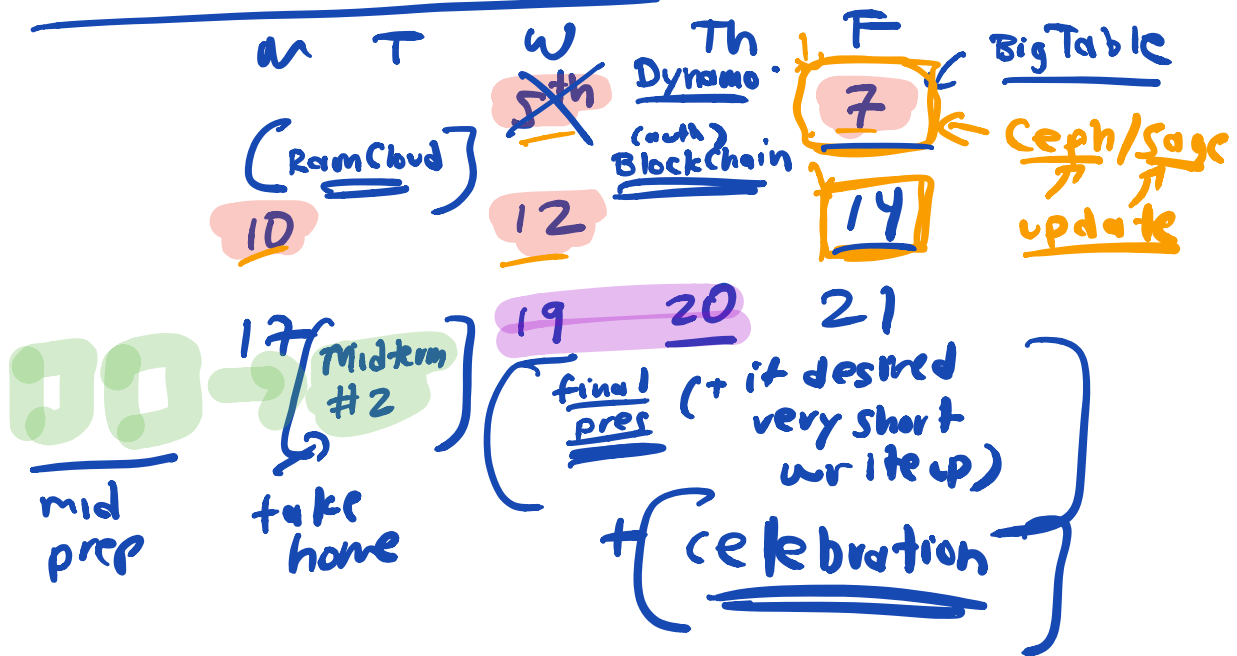 M T W Th F
5th Dynamo. 7 BigTable
(RamCloud] (auth) BlockChain Ceph/Sage
10 12 14 update
17 19 20 21
Midterm #2
final pres (+ if desired
very short
write up)
mid prep
take home
+ (celebration